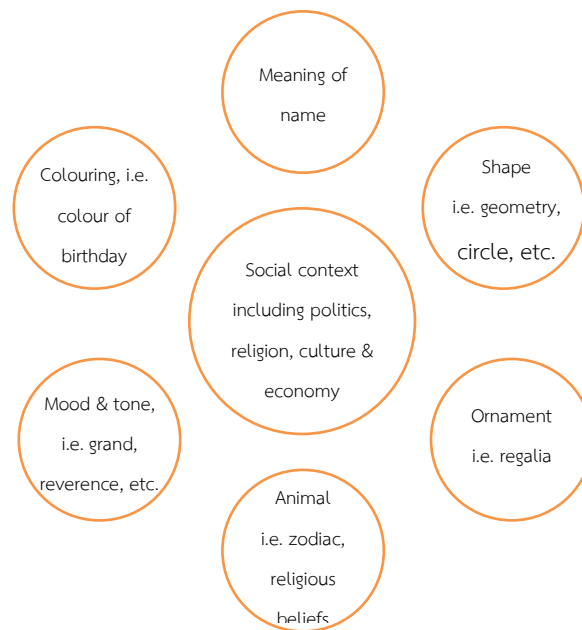 Meaning of
name
Colouring, i.e.
colour of
birthday
Shape
i.e. geometry,
circle, etc.
Social context
including politics,
religion, culture &
economy
Mood & tone,
i.e. grand,
reverence, etc.
Ornament
i.e. regalia
Animal
i.e. zodiac,
religious
beliefs